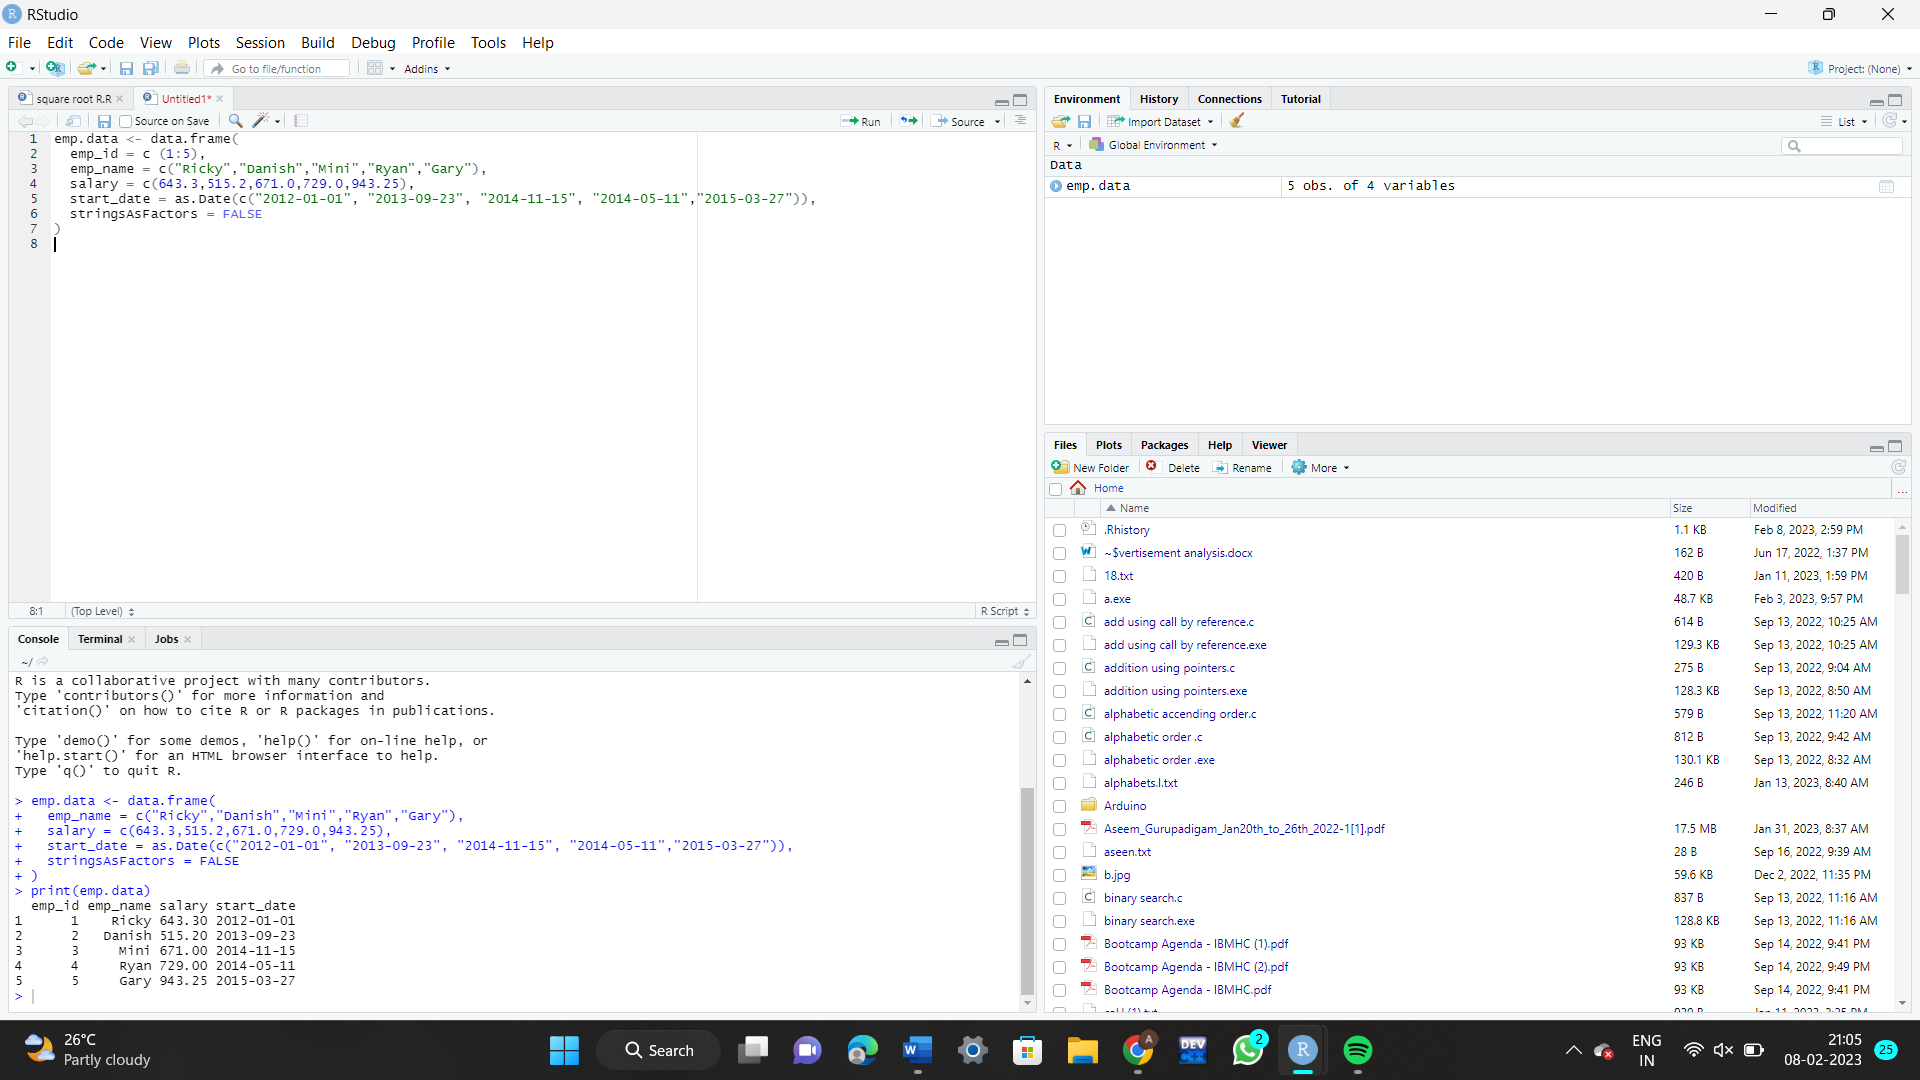 RStudio
File Edit Code View Plots Session Build Debug Profile Tools Help
Go to file/function Addins Project: (None)
square root R.R Untitled1*
Source on Save Run Source
1 emp.data <- data.frame(
2 emp_id = c (1:5),
3 emp_name = c("Ricky","Danish","Mini","Ryan","Gary"),
4 salary = c(643.3,515.2,671.0,729.0,943.25),
5 start_date = as.Date(c("2012-01-01", "2013-09-23", "2014-11-15", "2014-05-11","2015-03-27")),
6 stringsAsFactors = FALSE
7 )
8
8:1 (Top Level) R Script
Console Terminal Jobs
~/
R is a collaborative project with many contributors.
Type 'contributors()' for more information and
'citation()' on how to cite R or R packages in publications.
Type 'demo()' for some demos, 'help()' for on-line help, or
'help.start()' for an HTML browser interface to help.
Type 'q()' to quit R.
> emp.data <- data.frame(
+ emp_name = c("Ricky","Danish","Mini","Ryan","Gary"),
+ salary = c(643.3,515.2,671.0,729.0,943.25),
+ start_date = as.Date(c("2012-01-01", "2013-09-23", "2014-11-15", "2014-05-11","2015-03-27")),
+ stringsAsFactors = FALSE
+ )
> print(emp.data)
emp_id emp_name salary start_date
1 1 Ricky 643.30 2012-01-01
2 2 Danish 515.20 2013-09-23
3 3 Mini 671.00 2014-11-15
4 4 Ryan 729.00 2014-05-11
5 5 Gary 943.25 2015-03-27
>
Environment History Connections Tutorial
Import Dataset List
R Global Environment
Data
emp.data 5 obs. of 4 variables
Files Plots Packages Help Viewer
New Folder Delete Rename More
Home ...
Name Size Modified
.Rhistory 1.1 KB Feb 8, 2023, 2:59 PM
~$vertisement analysis.docx 162 B Jun 17, 2022, 1:37 PM
18.txt 420 B Jan 11, 2023, 1:59 PM
a.exe 48.7 KB Feb 3, 2023, 9:57 PM
add using call by reference.c 614 B Sep 13, 2022, 10:25 AM
add using call by reference.exe 129.3 KB Sep 13, 2022, 10:25 AM
addition using pointers.c 275 B Sep 13, 2022, 9:04 AM
addition using pointers.exe 128.3 KB Sep 13, 2022, 8:50 AM
alphabetic accending order.c 579 B Sep 13, 2022, 11:20 AM
alphabetic order .c 812 B Sep 13, 2022, 9:42 AM
alphabetic order .exe 130.1 KB Sep 13, 2022, 8:32 AM
alphabets.l.txt 246 B Jan 13, 2023, 8:40 AM
Arduino
Aseem_Gurupadigam_Jan20th_to_26th_2022-1[1].pdf 17.5 MB Jan 31, 2023, 8:37 AM
aseen.txt 28 B Sep 16, 2022, 9:39 AM
b.jpg 59.6 KB Dec 2, 2022, 11:35 PM
binary search.c 837 B Sep 13, 2022, 11:16 AM
binary search.exe 128.8 KB Sep 13, 2022, 11:16 AM
Bootcamp Agenda - IBMHC (1).pdf 93 KB Sep 14, 2022, 9:41 PM
Bootcamp Agenda - IBMHC (2).pdf 93 KB Sep 14, 2022, 9:49 PM
Bootcamp Agenda - IBMHC.pdf 93 KB Sep 14, 2022, 9:41 PM
26°C
Partly cloudy
Search
DEV C++
A
2
R
ENG
IN
21:05
08-02-2023
25